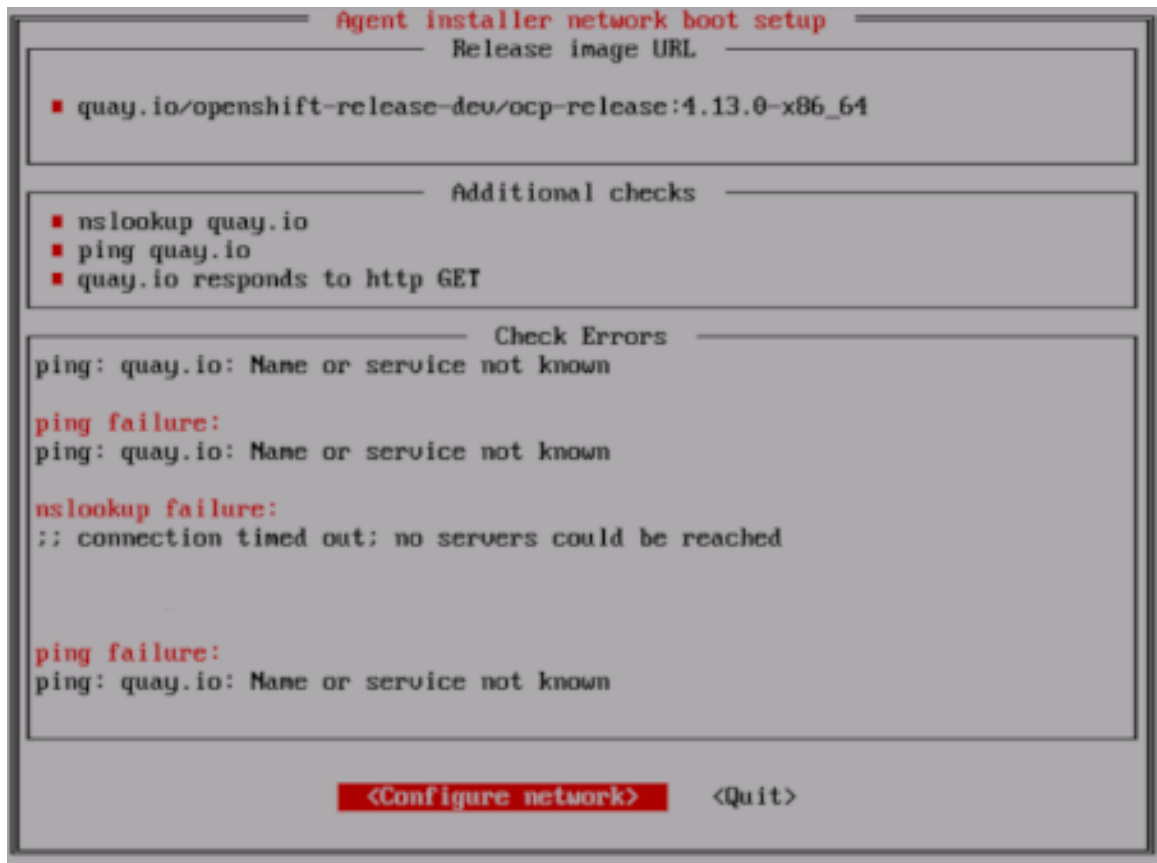 Agent installer network boot setup
Release image URL
quay.io/openshift-release-dev/ocp-release:4.13.0-x86_64
Additional checks
nslookup quay.io
ping quay.io
quay.io responds to http GET
Check Errors
ping: quay.io: Name or service not known
ping failure:
ping: quay.io: Name or service not known
nslookup failure:
;; connection timed out; no servers could be reached
ping failure:
ping: quay.io: Name or service not known
<Configure network> <Quit>